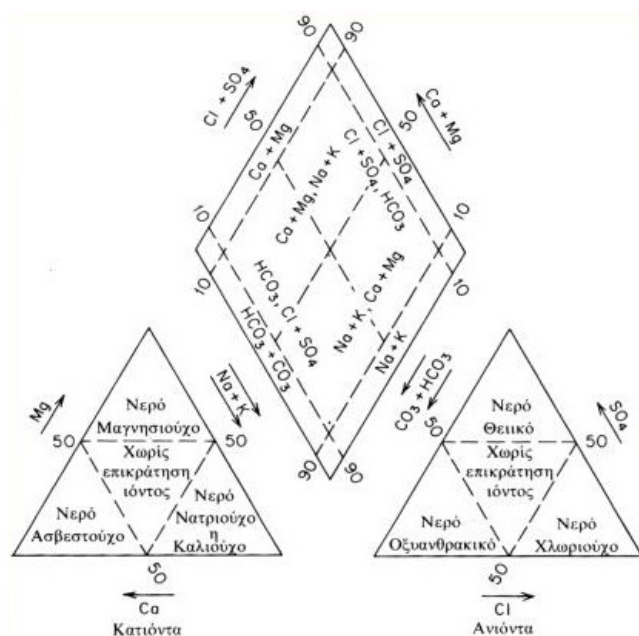 90
90
Cl + SO4
50
Ca + Mg
Cl + SO4
50
Ca + Mg
Ca + Mg, Na + K
Cl + SO4, HCO3
10
10
10
10
HCO3 + CO3
HCO3, Cl + SO4
Na + K, Ca + Mg
Na + K
90
90
Mg
50
Na + K
50
Νερό
Μαγνησιούχο
Χωρίς
επικράτηση
ιόντος
Νερό
Ασβεστούχο
Νερό
Νατριούχο
η
Καλιούχο
50
Ca
Κατιόντα
CO3 + HCO3
50
SO4
50
Νερό
Θειικό
Χωρίς
επικράτηση
ιόντος
Νερό
Οξυανθρακικό
Νερό
Χλωριούχο
50
Cl
Ανιόντα